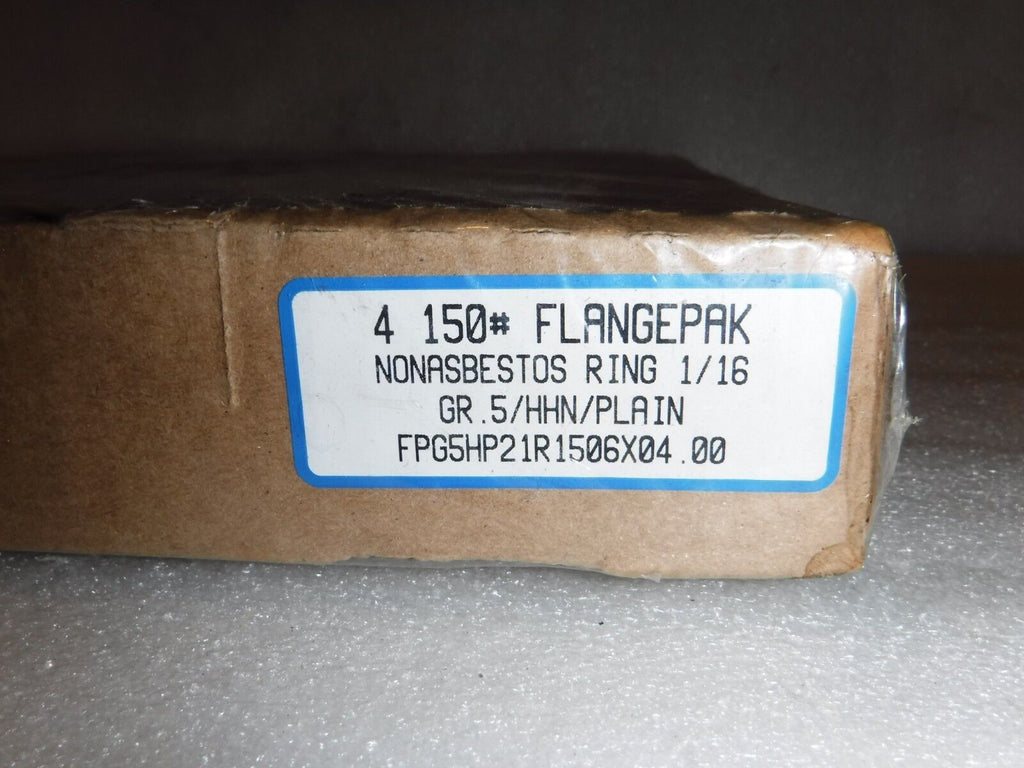 4 150# FLANGEPAK
NONASBESTOS RING 1/16
GR.5/HHN/PLAIN
FPG5HP21R1506X04.00